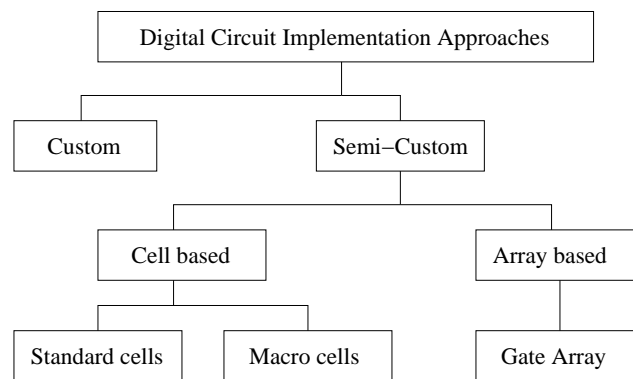 Digital Circuit Implementation Approaches
Custom
Semi−Custom
Cell based
Array based
Standard cells
Macro cells
Gate Array